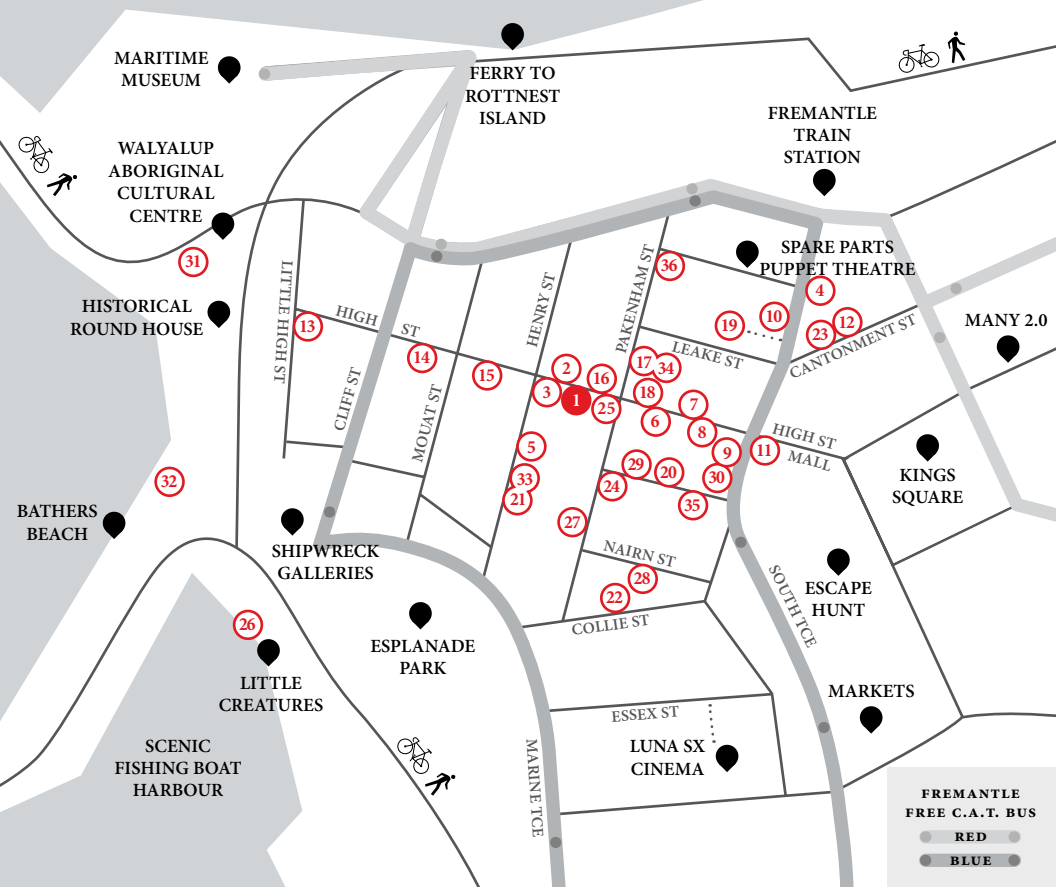 MARITIME
MUSEUM
FERRY TO
ROTTNEST
ISLAND
FREMANTLE
TRAIN
STATION
WALYALUP
ABORIGINAL
CULTURAL
CENTRE
31
HISTORICAL
ROUND HOUSE
LITTLE HIGH ST
13
HIGH ST
14
CLIFF ST
MOUAT ST
15
HENRY ST
PAKENHAM ST
36
SPARE PARTS
PUPPET THEATRE
4
10
19
12
23
CANTONMENT ST
MANY 2.0
LEAKE ST
17
34
2
16
3
1
25
18
6
7
8
9
11
HIGH ST
MALL
KINGS
SQUARE
5
33
21
29
20
30
24
35
27
32
BATHERS
BEACH
SHIPWRECK
GALLERIES
NAIRN ST
28
22
COLLIE ST
SOUTH TCE
ESCAPE
HUNT
26
LITTLE
CREATURES
ESPLANADE
PARK
MARKETS
ESSEX ST
LUNA SX
CINEMA
MARINE TCE
SCENIC
FISHING BOAT
HARBOUR
FREMANTLE
FREE C.A.T. BUS
RED
BLUE